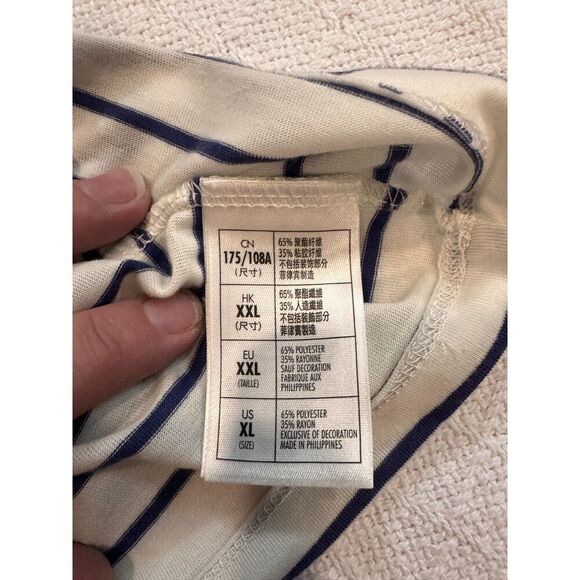 CN
175/108A
(尺寸)
65% 聚酯纤维
35% 粘胶纤维
不包括装饰部分
菲律宾制造
HK
XXL
(尺寸)
65% 聚酯纖維
35% 人造纖維
不包括裝飾部分
菲律賓製造
EU
XXL
(TAILLE)
65% POLYESTER
35% RAYONNE
SAUF DECORATION
FABRIQUE AUX
PHILIPPINES
US
XL
(SIZE)
65% POLYESTER
35% RAYON
EXCLUSIVE OF DECORATION
MADE IN PHILIPPINES